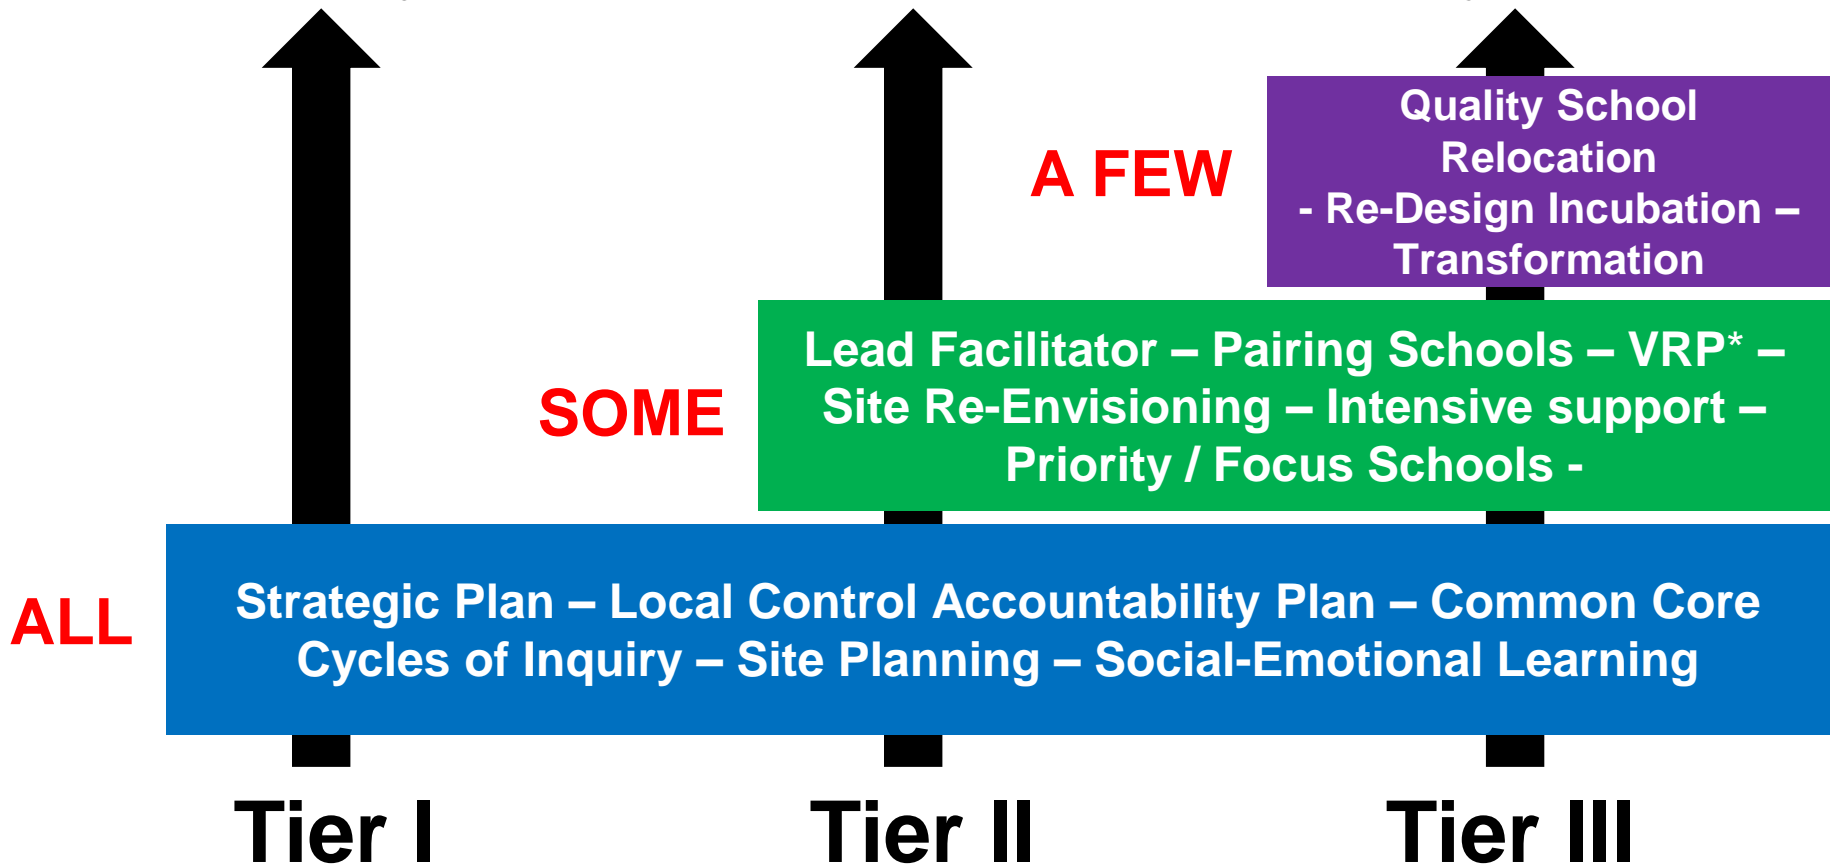 A FEW
Quality School
Relocation
- Re-Design Incubation –
Transformation
SOME
Lead Facilitator – Pairing Schools – VRP* –
Site Re-Envisioning – Intensive support –
Priority / Focus Schools -
ALL
Strategic Plan – Local Control Accountability Plan – Common Core
Cycles of Inquiry – Site Planning – Social-Emotional Learning
Tier I
Tier II
Tier III